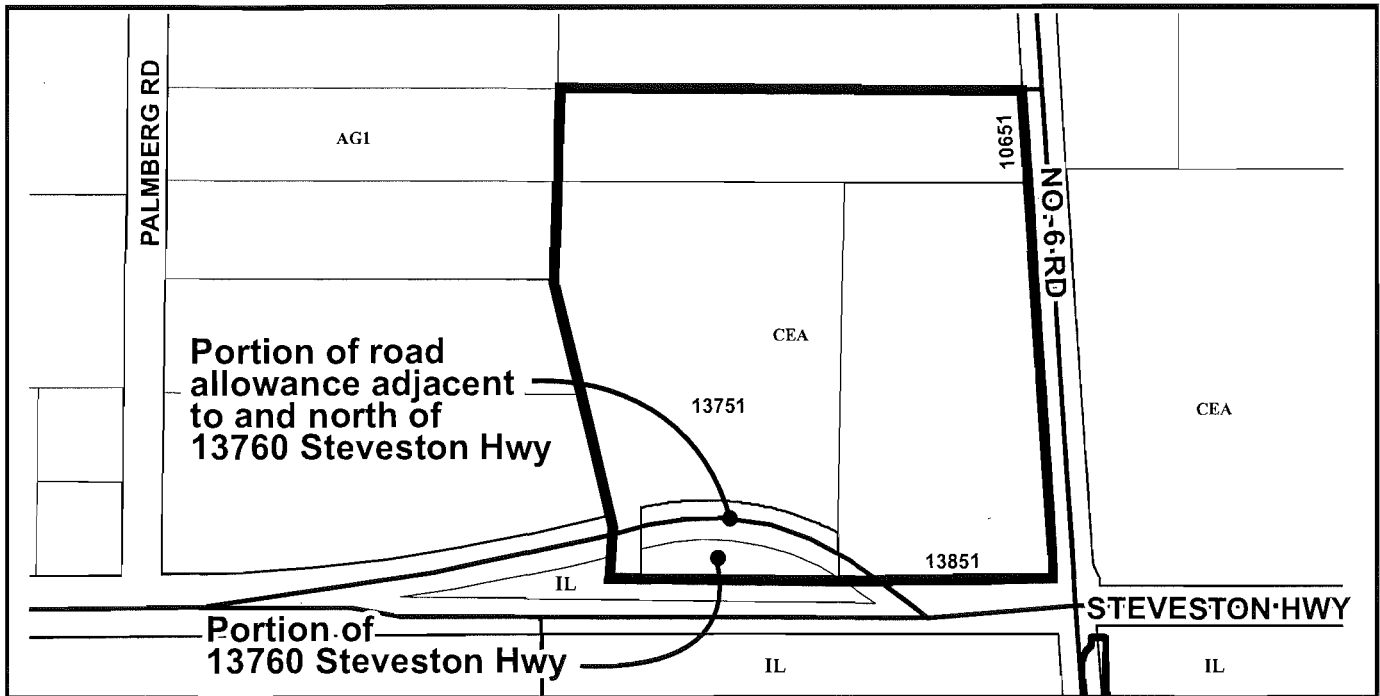 PALMBERG RD
AG1
10651
NO. 6 RD
CEA
Portion of road
allowance adjacent
to and north of
13760 Steveston Hwy
13751
CEA
13851
IL
STEVESTON HWY
Portion of
13760 Steveston Hwy
IL
IL